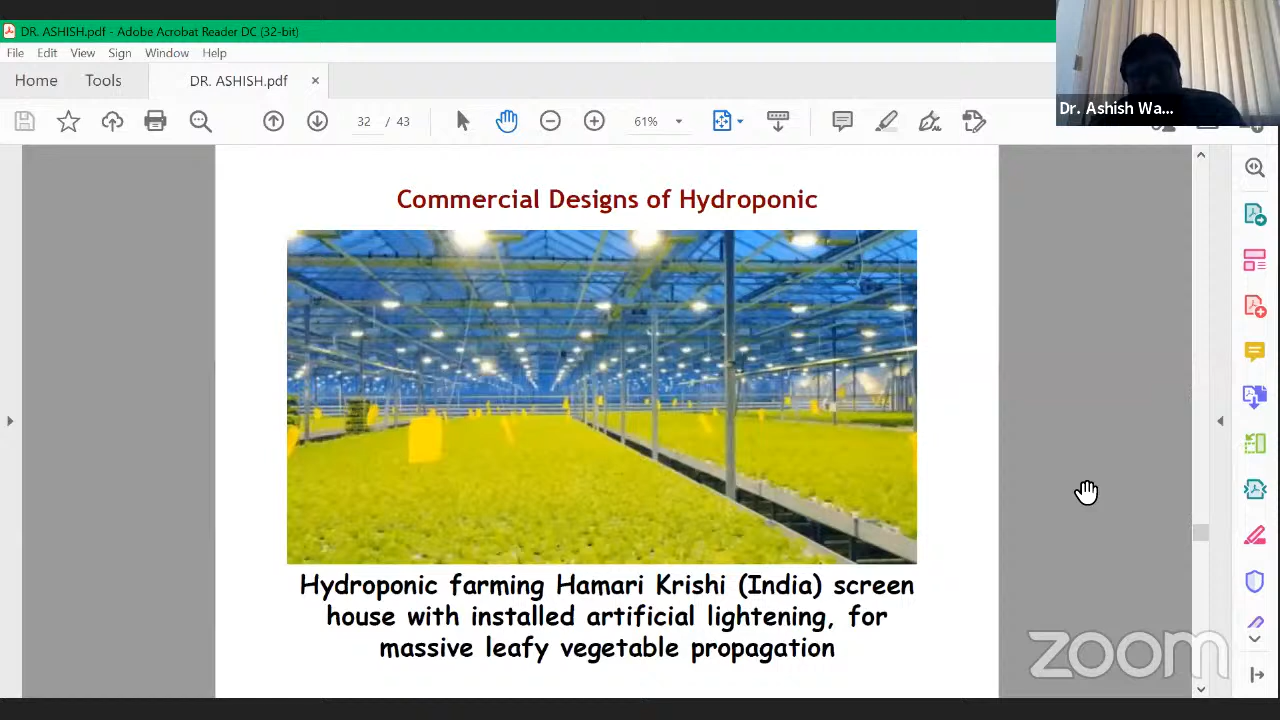 DR. ASHISH.pdf - Adobe Acrobat Reader DC (32-bit)
File Edit View Sign Window Help
Home Tools DR. ASHISH.pdf ×
32 / 43 61%
Dr. Ashish Wa...
Commercial Designs of Hydroponic
Hydroponic farming Hamari Krishi (India) screen
house with installed artificial lightening, for
massive leafy vegetable propagation
zoom